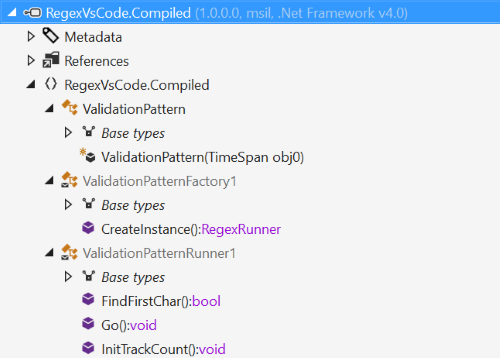 RegexVsCode.Compiled (1.0.0.0, msil, .Net Framework v4.0)
Metadata
References
RegexVsCode.Compiled
ValidationPattern
Base types
ValidationPattern(TimeSpan obj0)
ValidationPatternFactory1
Base types
CreateInstance():RegexRunner
ValidationPatternRunner1
Base types
FindFirstChar():bool
Go():void
InitTrackCount():void